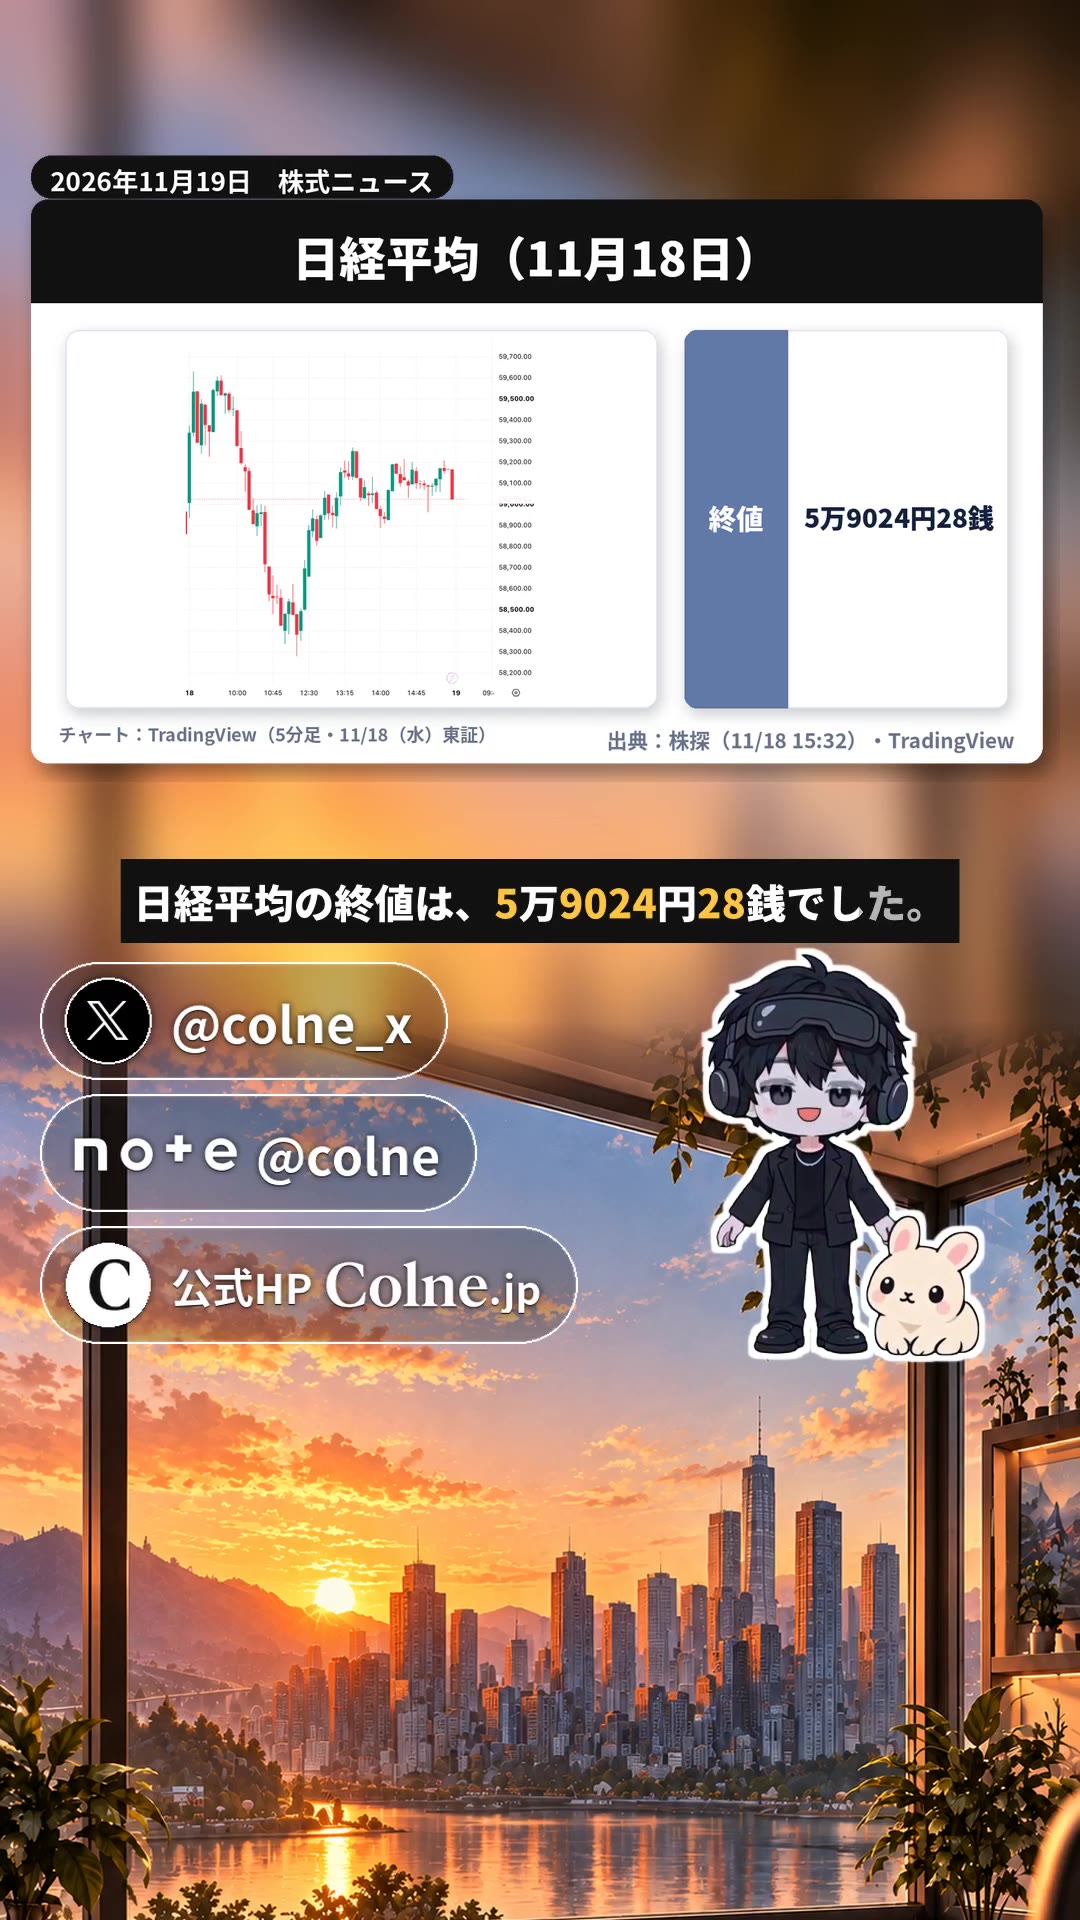 2026年11月19日 株式ニュース
日経平均（11月18日）
59,700.00
59,600.00
59,500.00
59,400.00
59,300.00
59,200.00
59,100.00
59,000.00
58,900.00
58,800.00
58,700.00
58,600.00
58,500.00
58,400.00
58,300.00
58,200.00
18 10:00 10:45 12:30 13:15 14:00 14:45 19 09:
終値 5万9024円28銭
チャート：TradingView（5分足・11/18（水）東証）
出典：株探（11/18 15:32）・TradingView
日経平均の終値は、5万9024円28銭でした。
X @colne_x
note @colne
C 公式HP Colne.jp